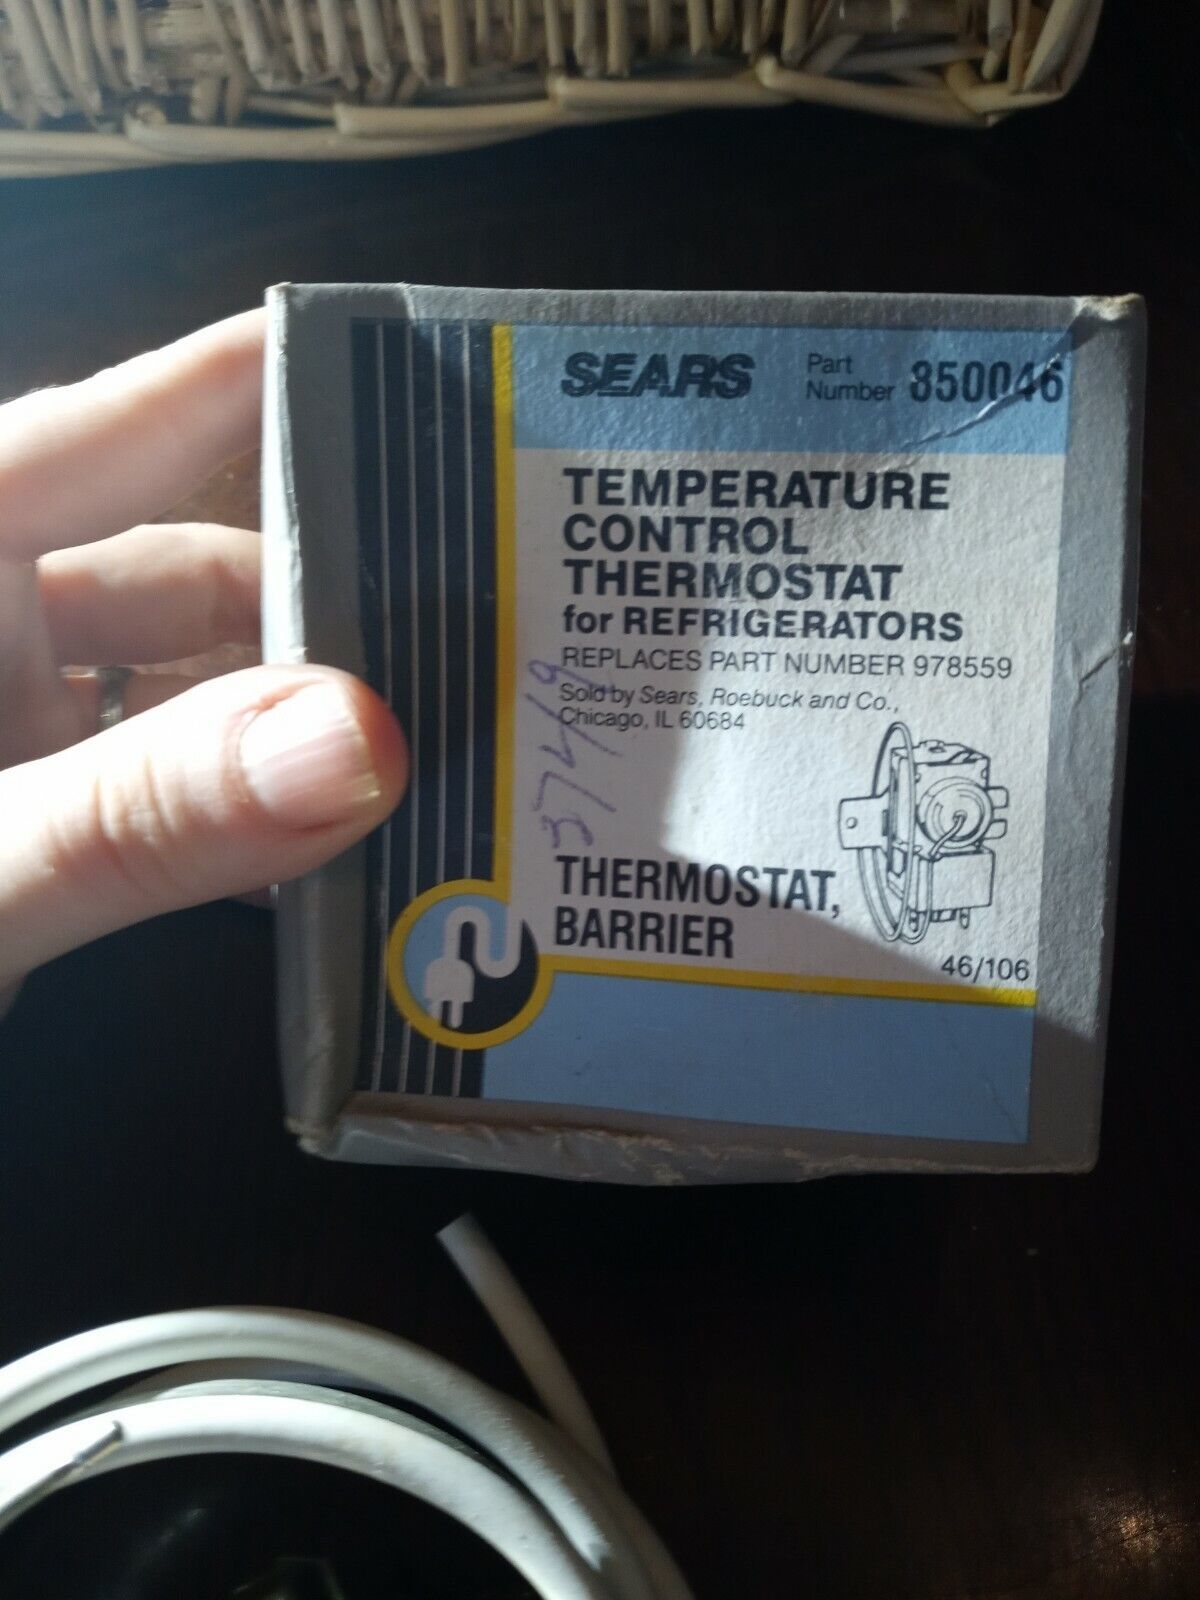 SEARS
Part
Number 850046
TEMPERATURE
CONTROL
THERMOSTAT
for REFRIGERATORS
REPLACES PART NUMBER 978559
Sold by Sears, Roebuck and Co.,
Chicago, IL 60684
37419
THERMOSTAT,
BARRIER
46/106